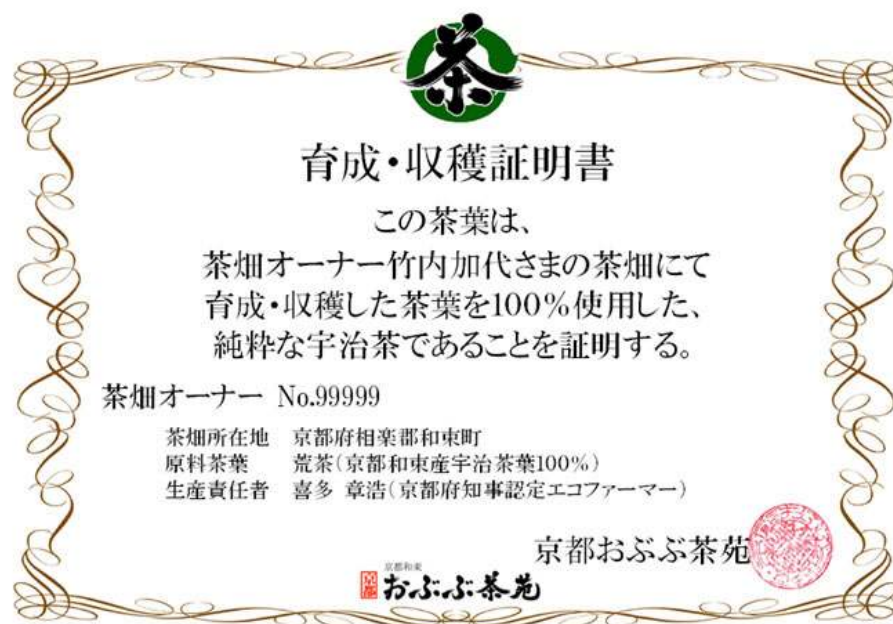 茶
育成・収穫証明書
この茶葉は、
茶畑オーナー竹内加代さまの茶畑にて
育成・収穫した茶葉を100%使用した、
純粋な宇治茶であることを証明する。
茶畑オーナー No.99999
茶畑所在地 京都府相楽郡和束町
原料茶葉 荒茶(京都和束産宇治茶葉100%)
生産責任者 喜多 章浩(京都府知事認定エコファーマー)
京都おぶぶ茶苑
京都和束
京都 おぶぶ茶苑